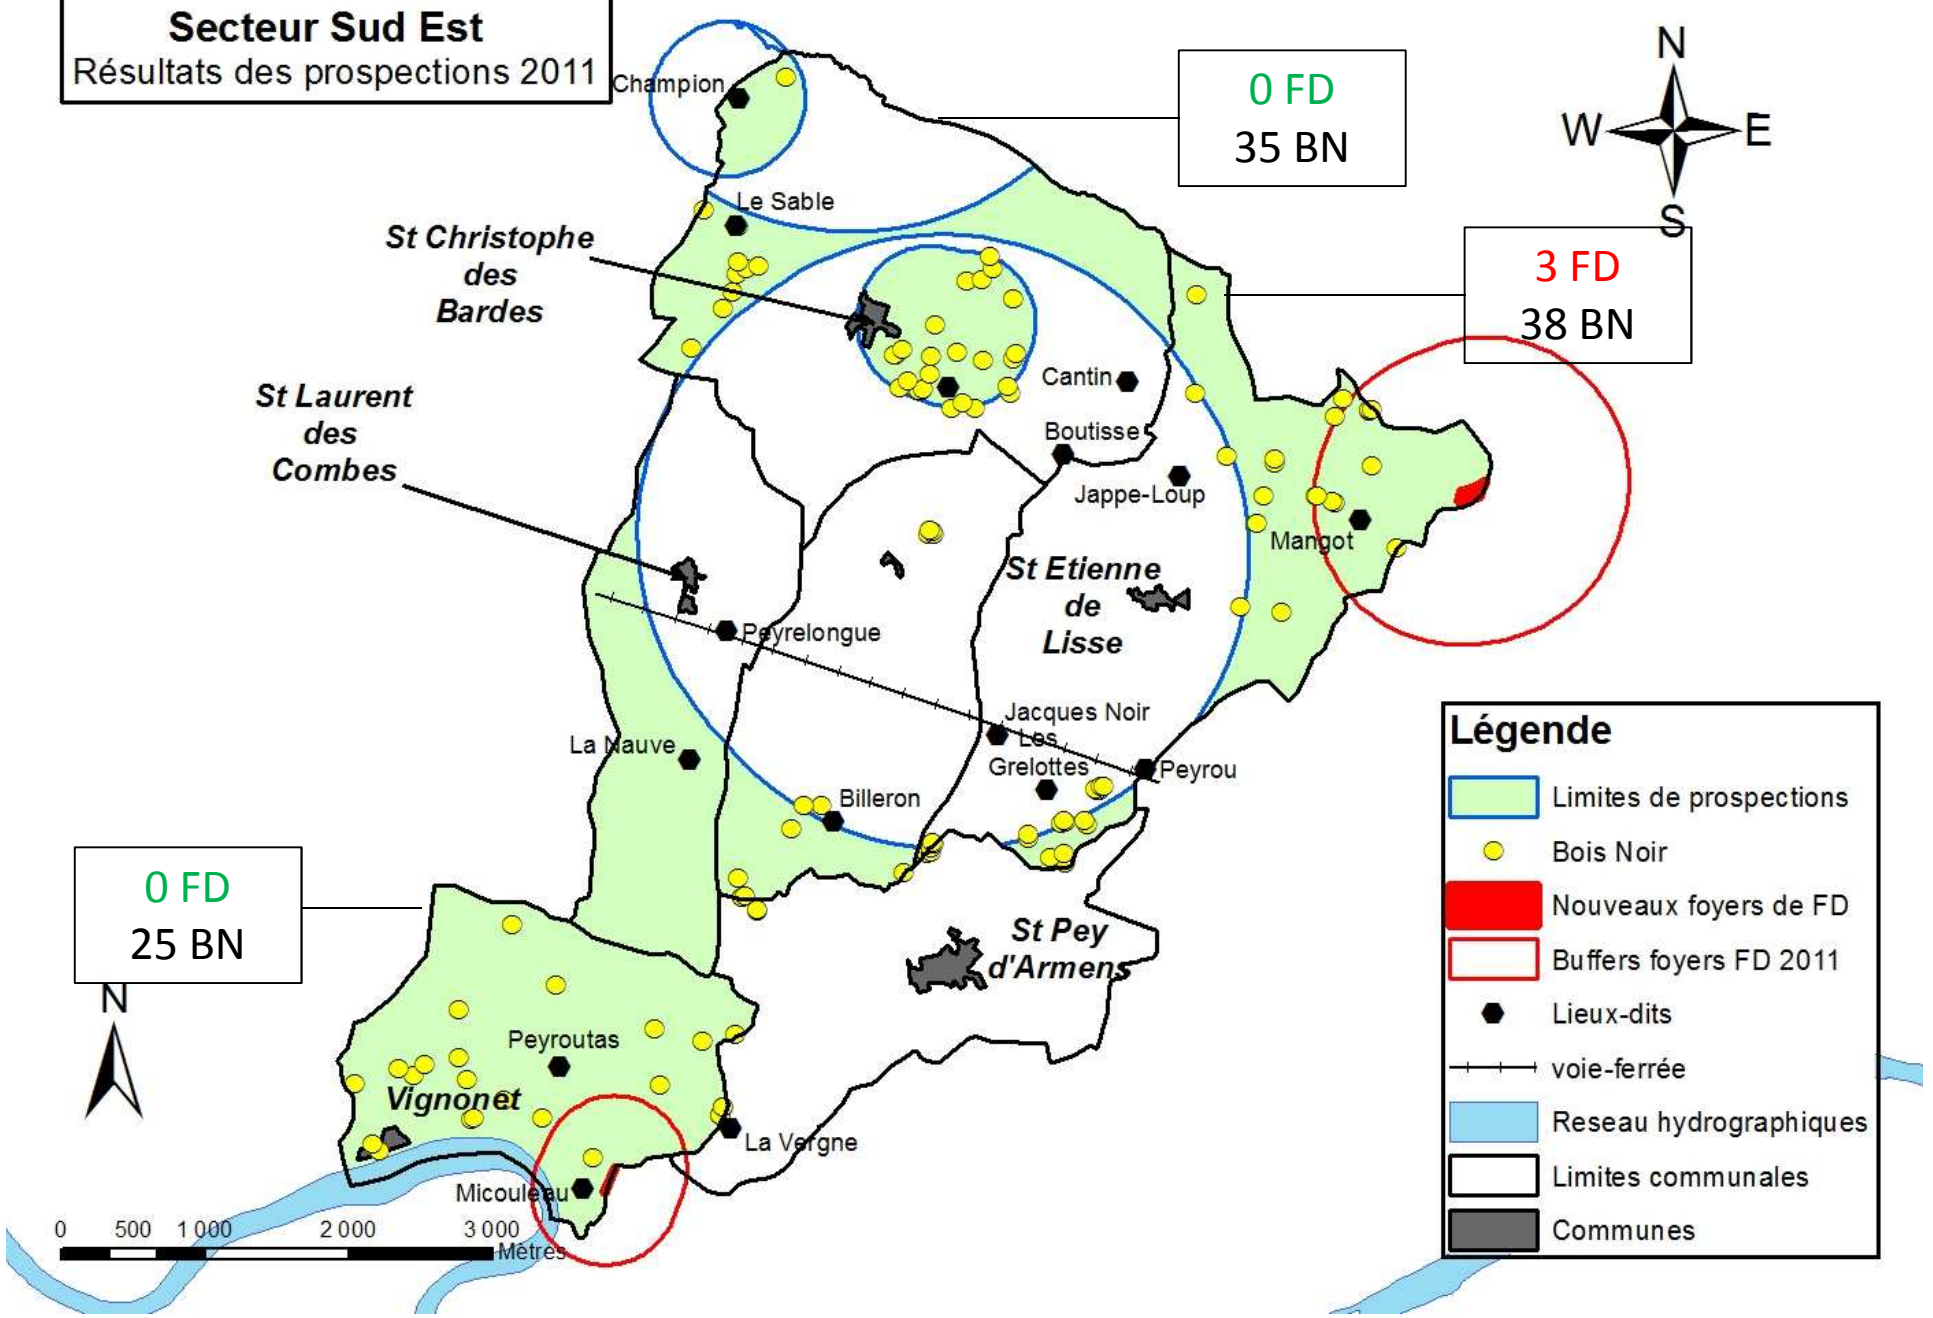 Secteur Sud Est
Résultats des prospections 2011
Champion
0 FD
35 BN
N
W
E
S
Le Sable
St Christophe
des
Bardes
3 FD
38 BN
Cantin
St Laurent
des
Combes
Boutisse
Jappe-Loup
Mangot
St Etienne
de
Lisse
Peyrelongue
Jacques Noir
Les
Grelottes
La Nauve
Peyrou
Billeron
0 FD
25 BN
St Pey
d'Armens
N
Peyroutas
Vignonet
La Vergne
Micouleau
0 500 1 000 2 000 3 000
Mètres
Légende
Limites de prospections
Bois Noir
Nouveaux foyers de FD
Buffers foyers FD 2011
Lieux-dits
voie-ferrée
Reseau hydrographiques
Limites communales
Communes